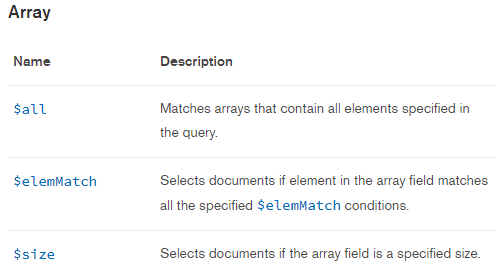 Array
Name Description
$all Matches arrays that contain all elements specified in
the query.
$elemMatch Selects documents if element in the array field matches
all the specified $elemMatch conditions.
$size Selects documents if the array field is a specified size.